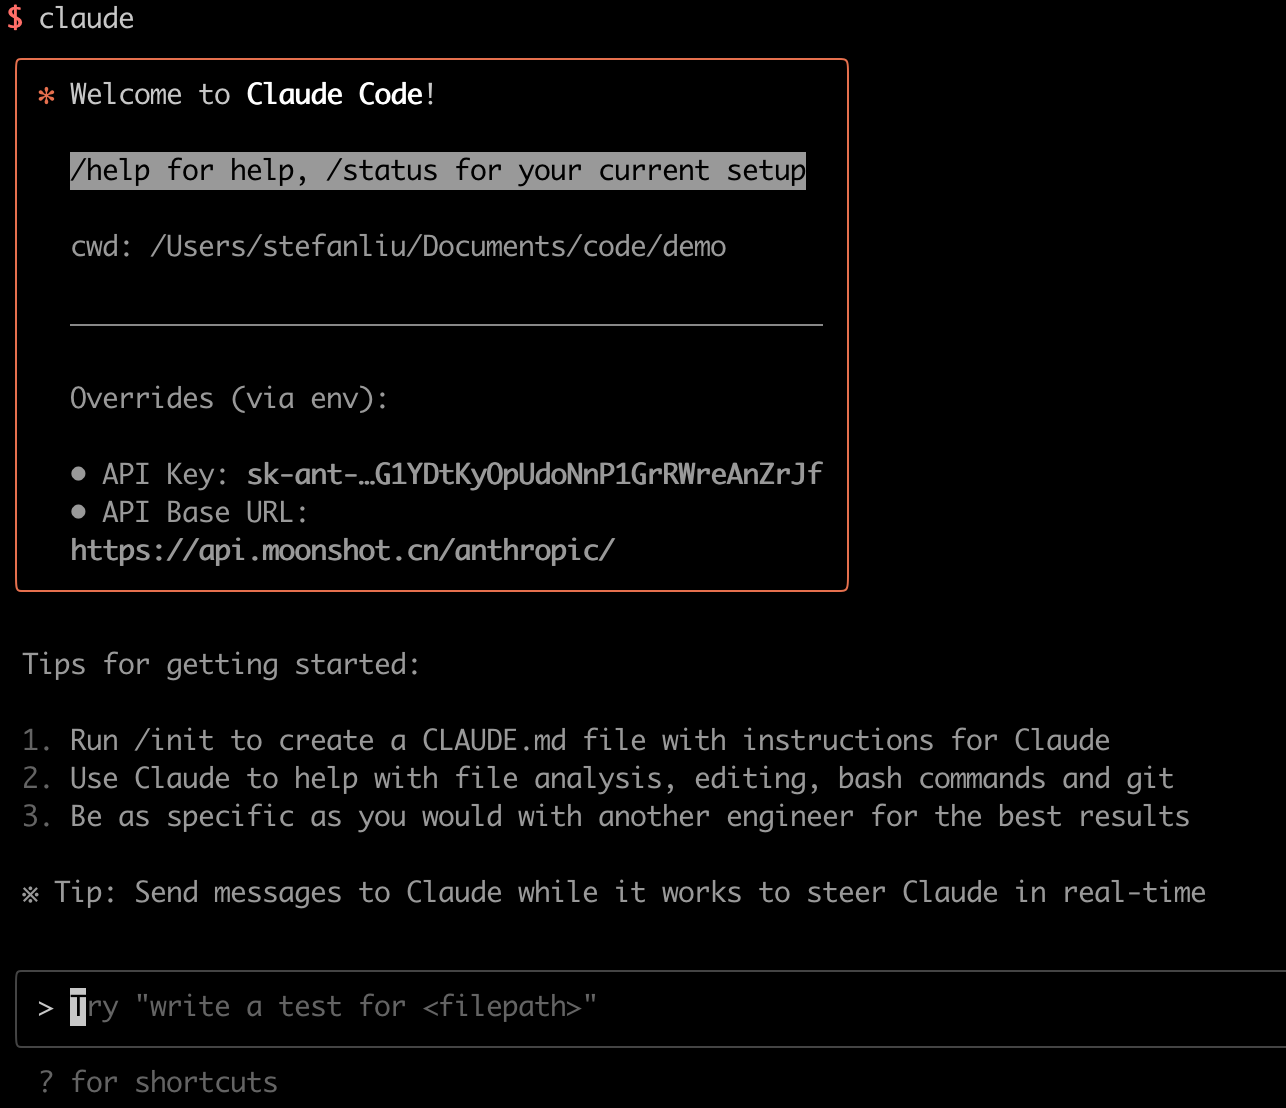 $ claude
✻ Welcome to Claude Code!
/help for help, /status for your current setup
cwd: /Users/stefanliu/Documents/code/demo
Overrides (via env):
● API Key: sk-ant-…G1YDtKyOpUdoNnP1GrRWreAnZrJf
● API Base URL:
https://api.moonshot.cn/anthropic/
Tips for getting started:
1. Run /init to create a CLAUDE.md file with instructions for Claude
2. Use Claude to help with file analysis, editing, bash commands and git
3. Be as specific as you would with another engineer for the best results
※ Tip: Send messages to Claude while it works to steer Claude in real-time
> Try "write a test for <filepath>"
? for shortcuts